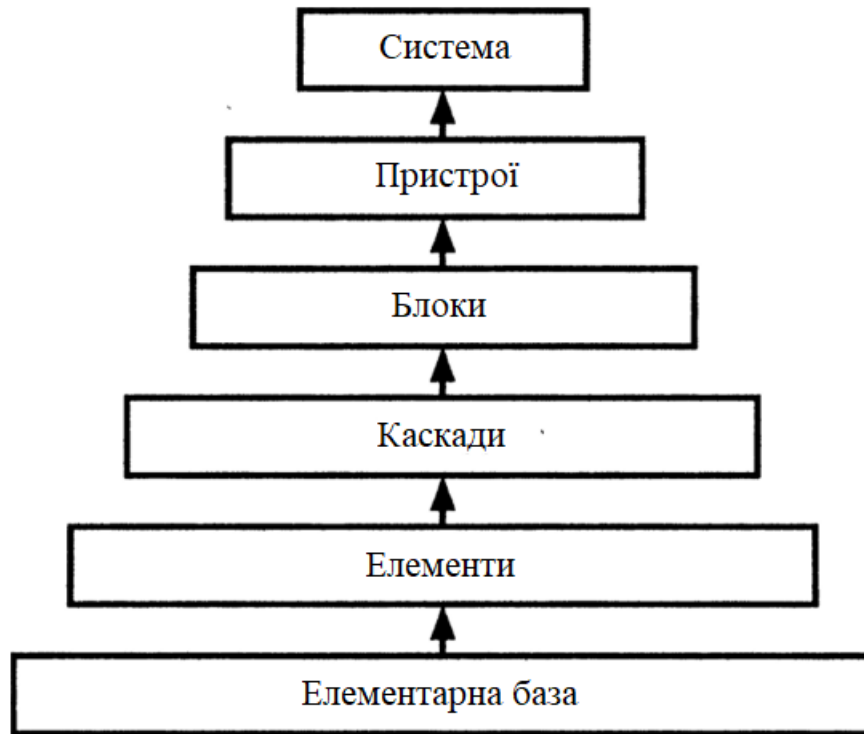 Система
Пристрої
Блоки
Каскади
Елементи
Елементарна база